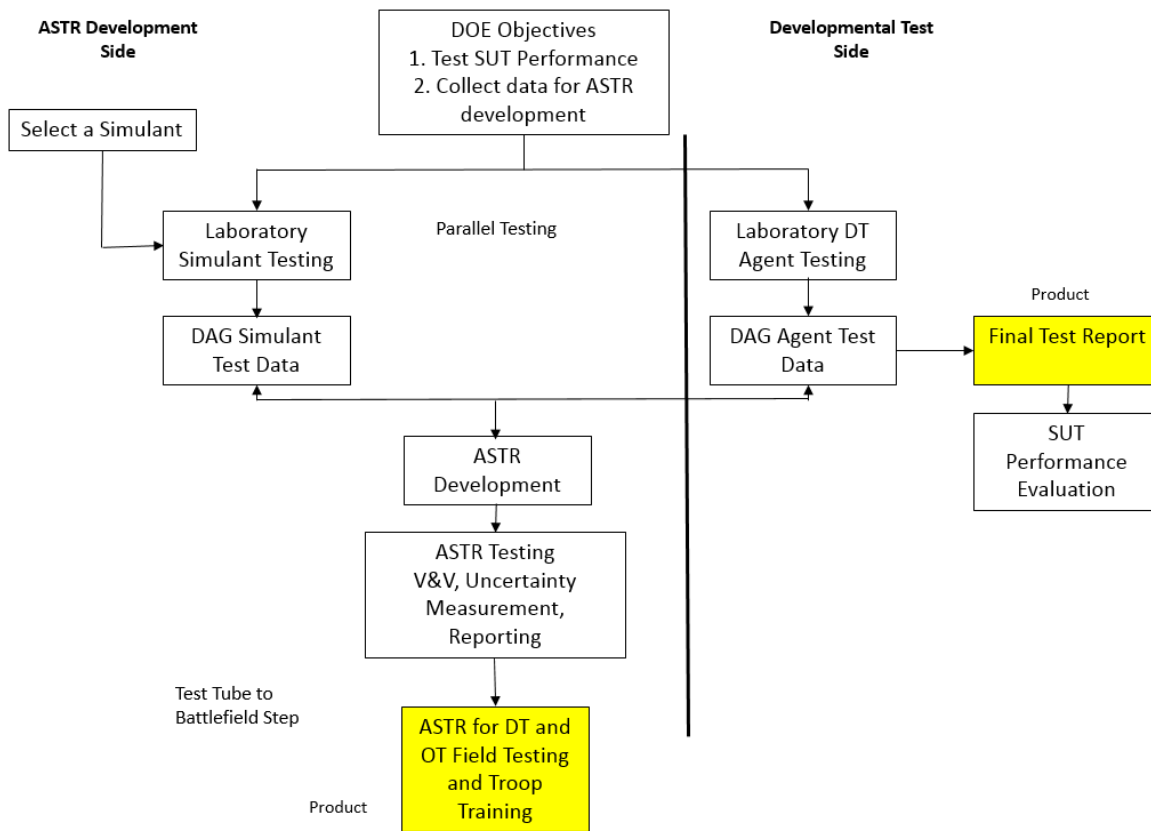 ASTR Development
Side
DOE Objectives
1. Test SUT Performance
2. Collect data for ASTR
development
Developmental Test
Side
Select a Simulant
Laboratory
Simulant Testing
Parallel Testing
Laboratory DT
Agent Testing
DAG Simulant
Test Data
DAG Agent Test
Data
Product
Final Test Report
ASTR
Development
SUT
Performance
Evaluation
ASTR Testing
V&V, Uncertainty
Measurement,
Reporting
Test Tube to
Battlefield Step
ASTR for DT and
OT Field Testing
and Troop
Training
Product